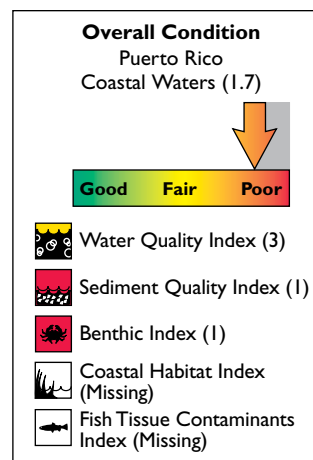 Overall Condition
Puerto Rico
Coastal Waters (1.7)
Good Fair Poor
Water Quality Index (3)
Sediment Quality Index (1)
Benthic Index (1)
Coastal Habitat Index
(Missing)
Fish Tissue Contaminants
Index (Missing)